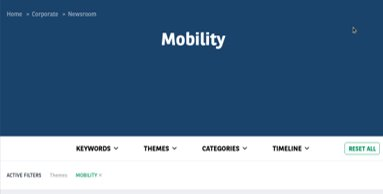 Home » Corporate » Newsroom
Mobility
KEYWORDS THEMES CATEGORIES TIMELINE RESET ALL
ACTIVE FILTERS Themes MOBILITY ×